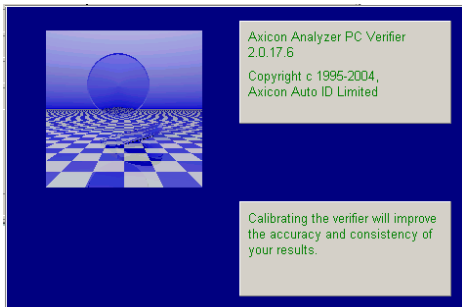 Axicon Analyzer PC Verifier
2.0.17.6
Copyright c 1995-2004,
Axicon Auto ID Limited
Calibrating the verifier will improve
the accuracy and consistency of
your results.